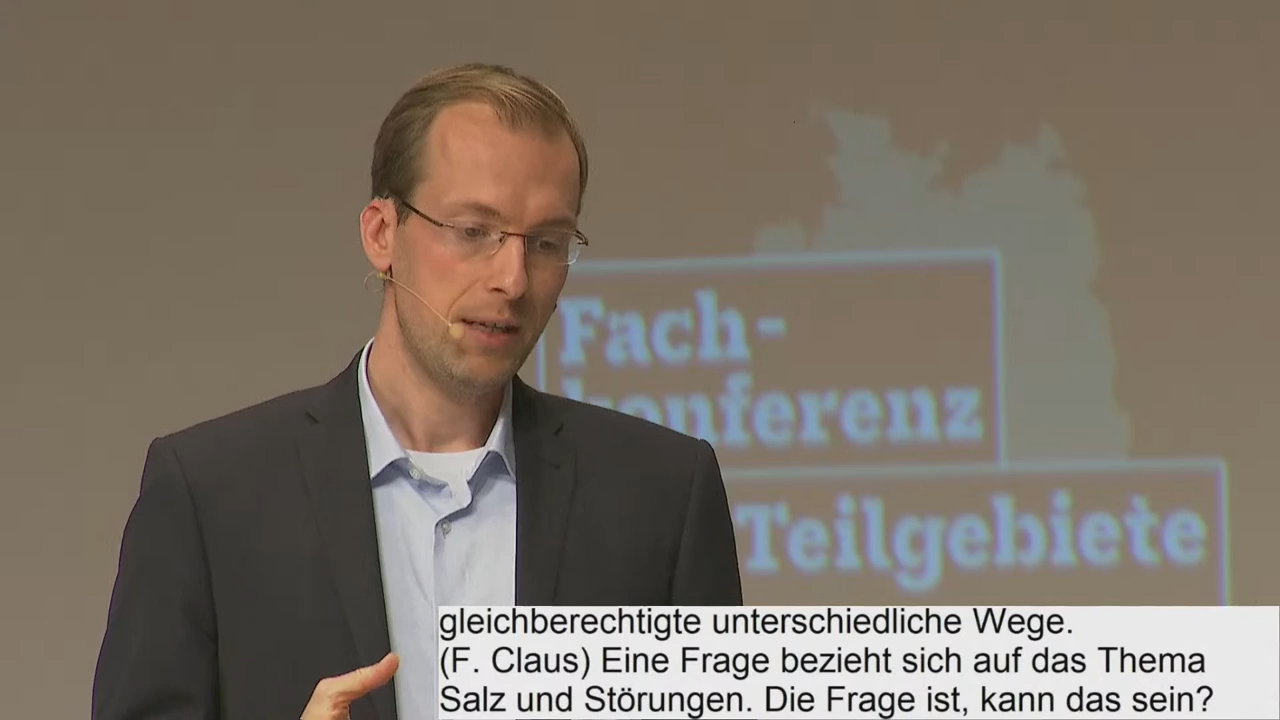 Fach-
konferenz
Teilgebiete
gleichberechtigte unterschiedliche Wege.
(F. Claus) Eine Frage bezieht sich auf das Thema
Salz und Störungen. Die Frage ist, kann das sein?